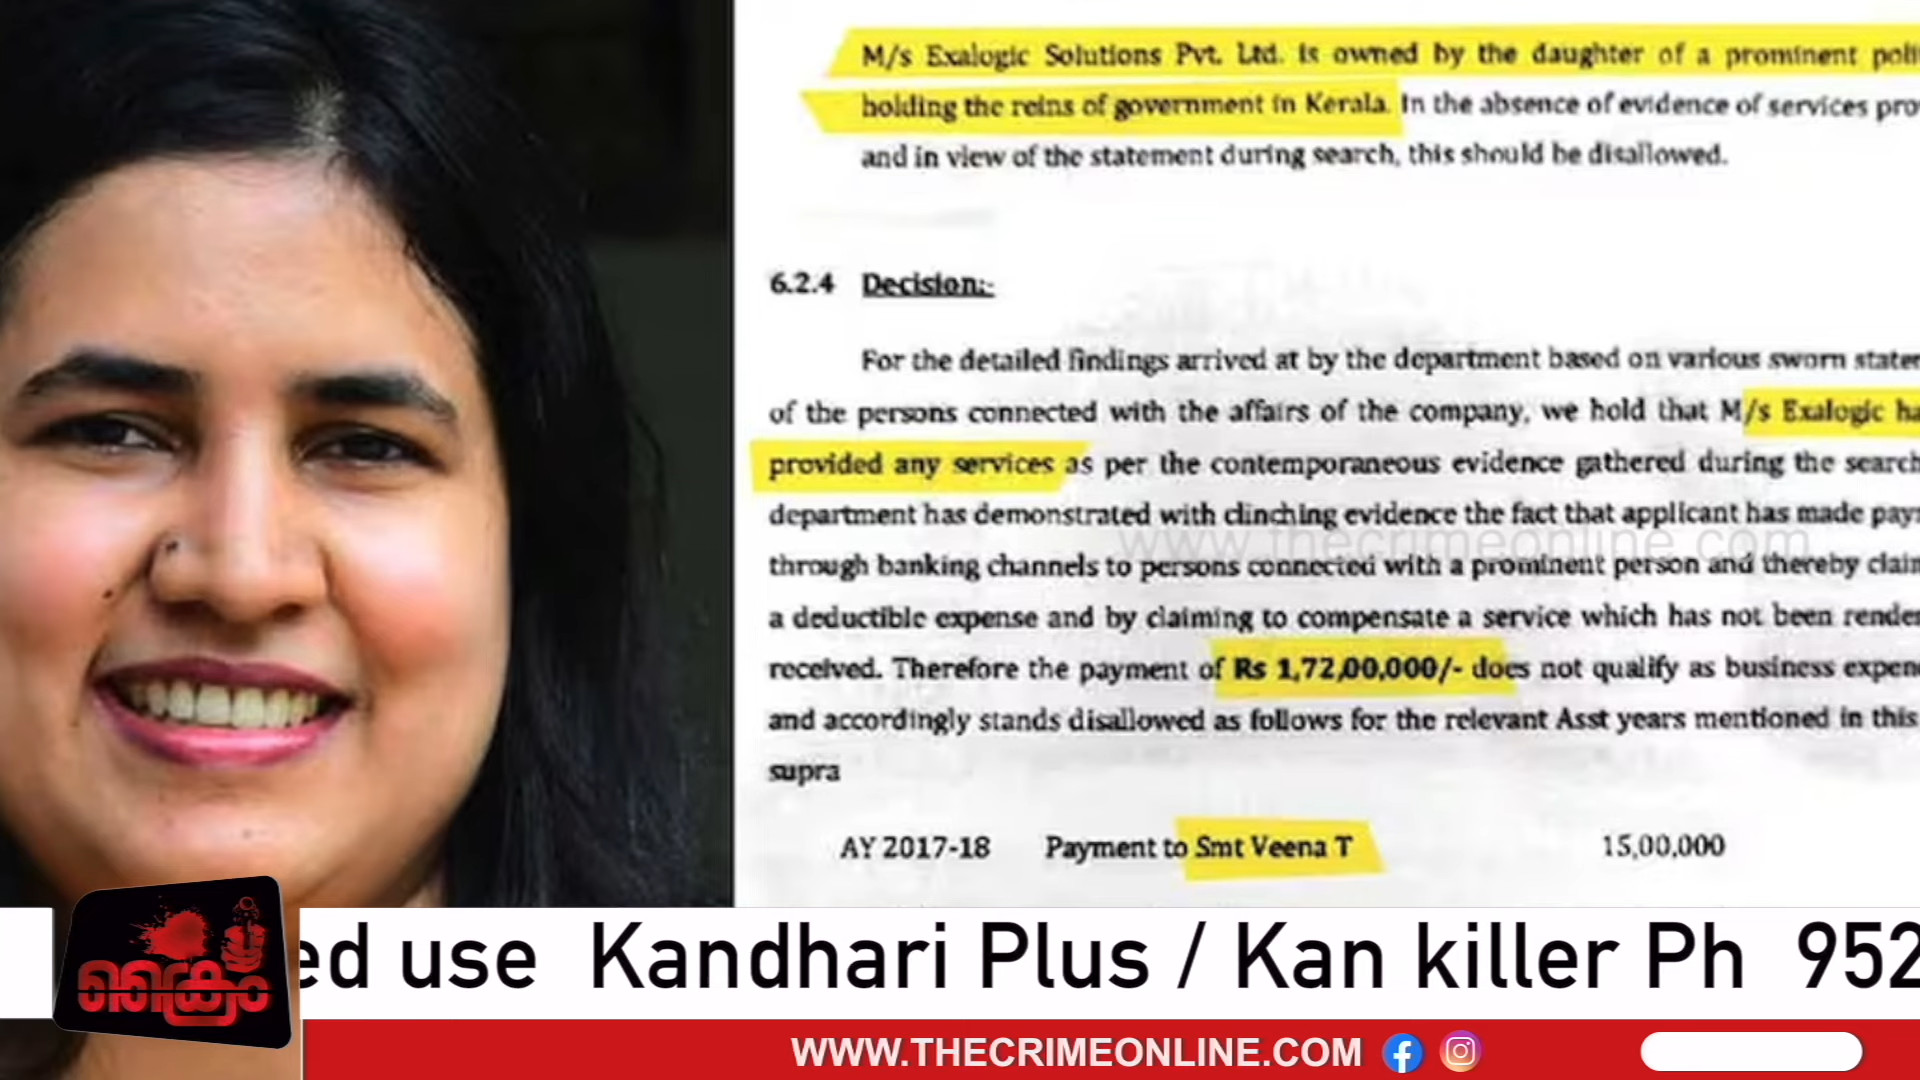 M/s Exalogic Solutions Pvt. Ltd. is owned by the daughter of a prominent
holding the reins of government in Kerala. In the absence of evidence of services
and in view of the statement during search, this should be disallowed.
6.2.4 Decision:-
For the detailed findings arrived at by the department based on various sworn
of the persons connected with the affairs of the company, we hold that M/s Exalogic
provided any services as per the contemporaneous evidence gathered during the search
department has demonstrated with clinching evidence the fact that applicant has made
www.thecrimeonline.com
through banking channels to persons connected with a prominent person and thereby
a deductible expense and by claiming to compensate a service which has not been
received. Therefore the payment of Rs 1,72,00,000/- does not qualify as business
and accordingly stands disallowed as follows for the relevant Asst years mentioned in this
supra
AY 2017-18 Payment to Smt Veena T 15,00,000
ed use Kandhari Plus / Kan killer Ph 952
ക്രൈം
WWW.THECRIMEONLINE.COM